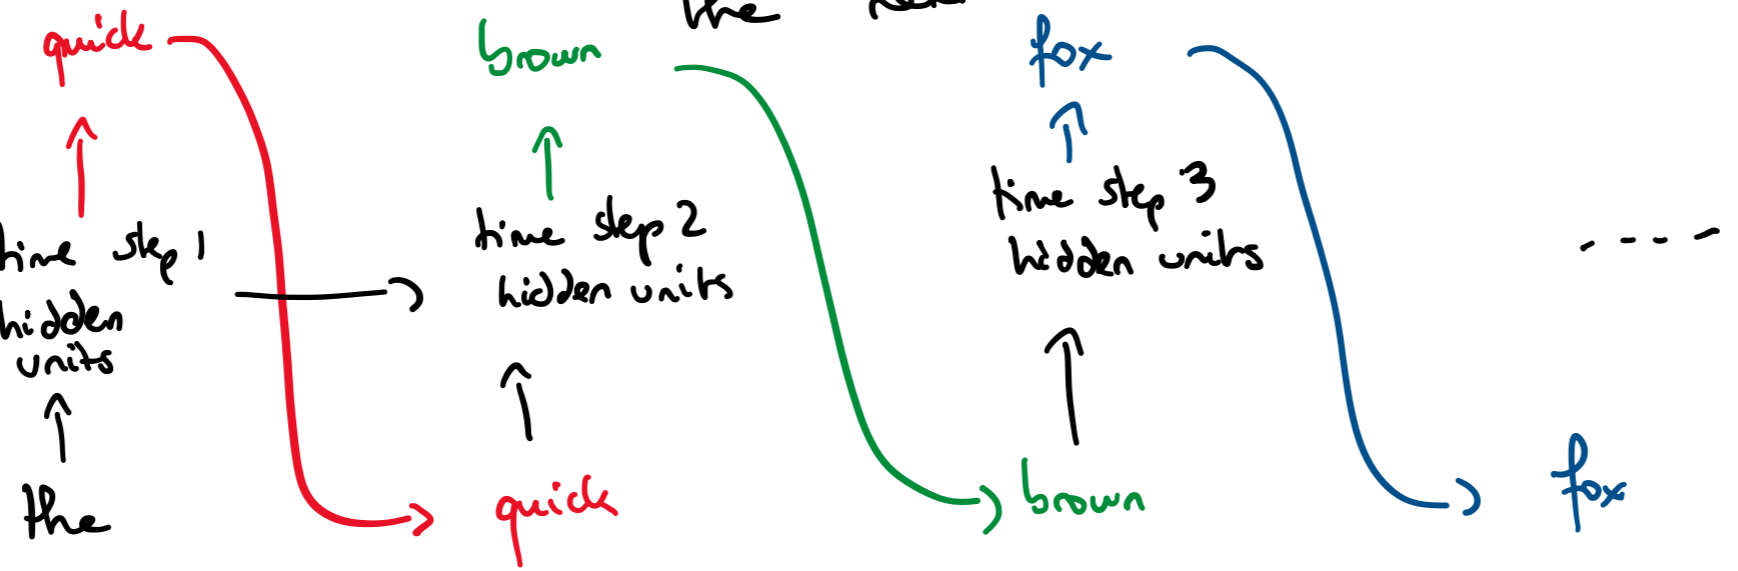 the
quick
brown
fox
time step 1
hidden
units
time step 2
hidden units
time step 3
hidden units
the
quick
brown
fox